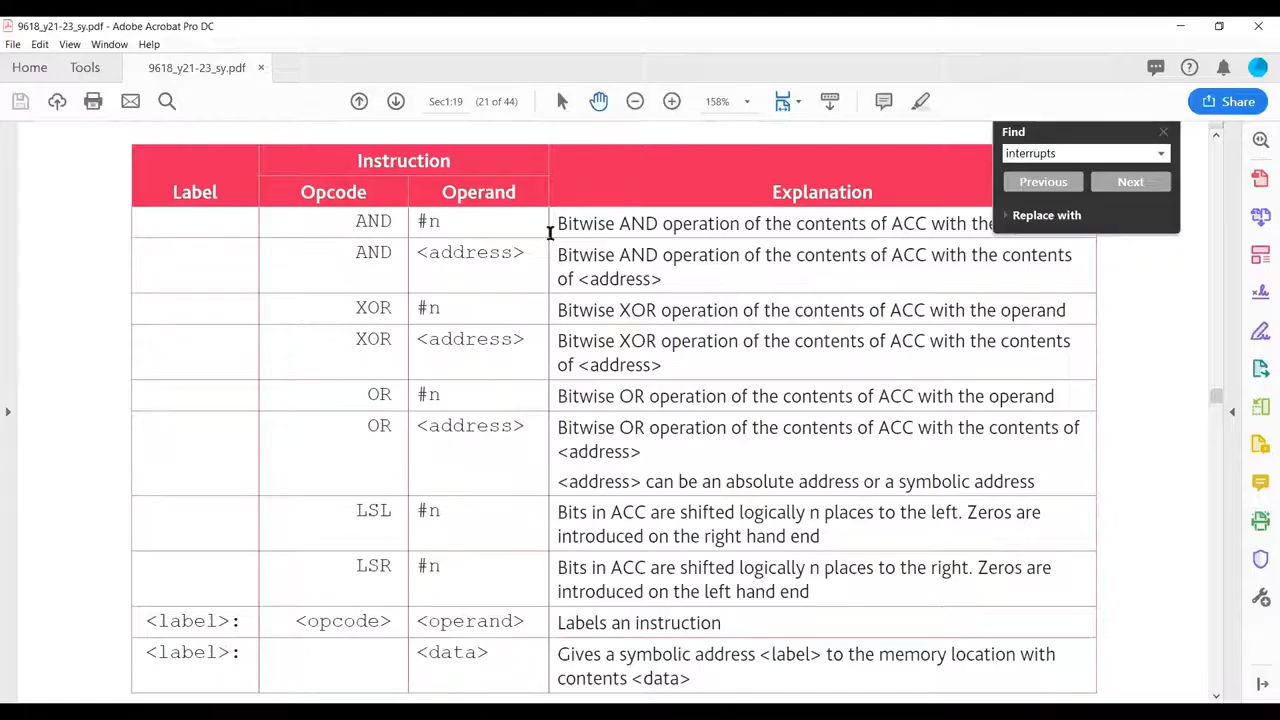 9618_y21-23_sy.pdf - Adobe Acrobat Pro DC
File Edit View Window Help
Home Tools 9618_y21-23_sy.pdf ×
Sec1:19 (21 of 44) 158% Share
Find
interrupts
Previous Next
Replace with
Instruction
Label Opcode Operand Explanation
AND #n Bitwise AND operation of the contents of ACC with the
AND <address> Bitwise AND operation of the contents of ACC with the contents
of <address>
XOR #n Bitwise XOR operation of the contents of ACC with the operand
XOR <address> Bitwise XOR operation of the contents of ACC with the contents
of <address>
OR #n Bitwise OR operation of the contents of ACC with the operand
OR <address> Bitwise OR operation of the contents of ACC with the contents of
<address>
<address> can be an absolute address or a symbolic address
LSL #n Bits in ACC are shifted logically n places to the left. Zeros are
introduced on the right hand end
LSR #n Bits in ACC are shifted logically n places to the right. Zeros are
introduced on the left hand end
<label>: <opcode> <operand> Labels an instruction
<label>: <data> Gives a symbolic address <label> to the memory location with
contents <data>